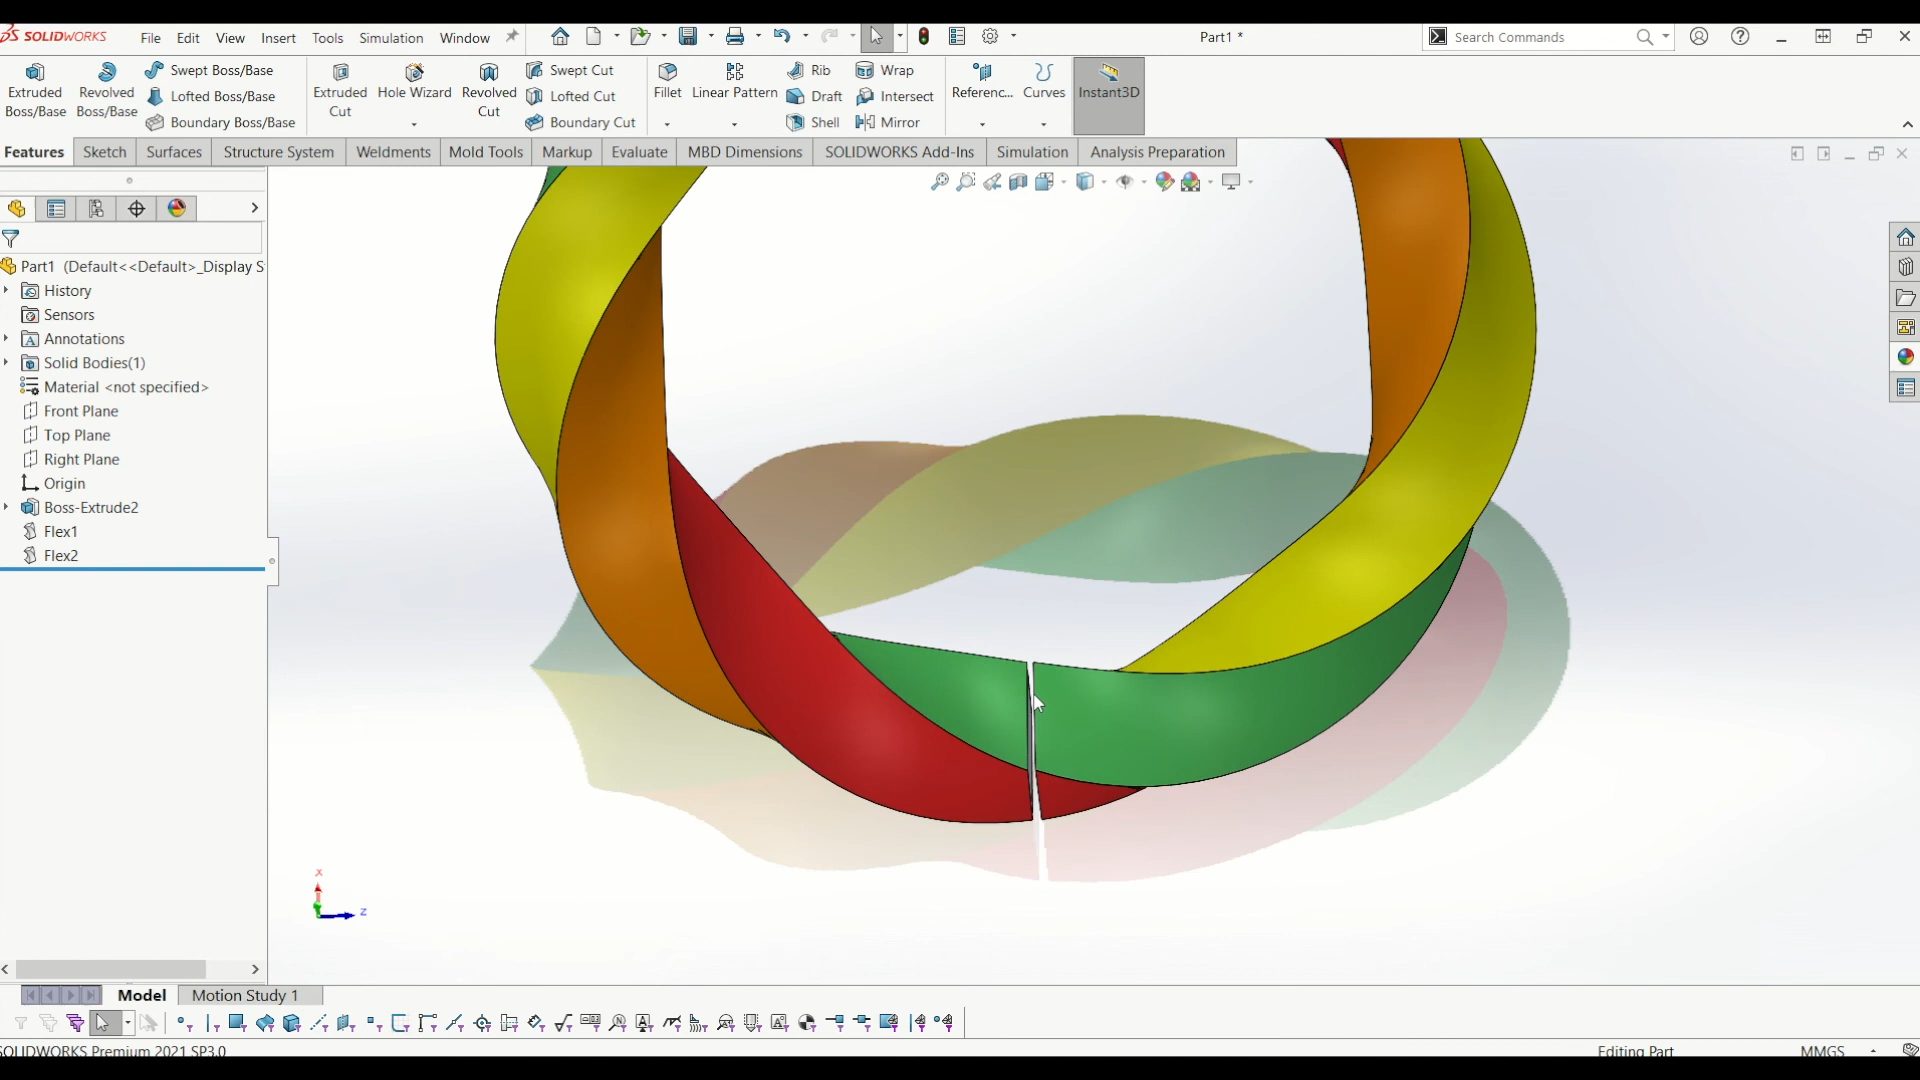 SOLIDWORKS File Edit View Insert Tools Simulation Window Part1 * Search Commands
Extruded Boss/Base
Revolved Boss/Base
Swept Boss/Base
Lofted Boss/Base
Boundary Boss/Base
Extruded Cut
Hole Wizard
Revolved Cut
Swept Cut
Lofted Cut
Boundary Cut
Fillet
Linear Pattern
Rib
Draft
Shell
Wrap
Intersect
Mirror
Referenc...
Curves
Instant3D
Features Sketch Surfaces Structure System Weldments Mold Tools Markup Evaluate MBD Dimensions SOLIDWORKS Add-Ins Simulation Analysis Preparation
Part1 (Default<<Default>_Display S
History
Sensors
Annotations
Solid Bodies(1)
Material <not specified>
Front Plane
Top Plane
Right Plane
Origin
Boss-Extrude2
Flex1
Flex2
x
z
Model Motion Study 1
SOLIDWORKS Premium 2021 SP3.0 Editing Part MMGS